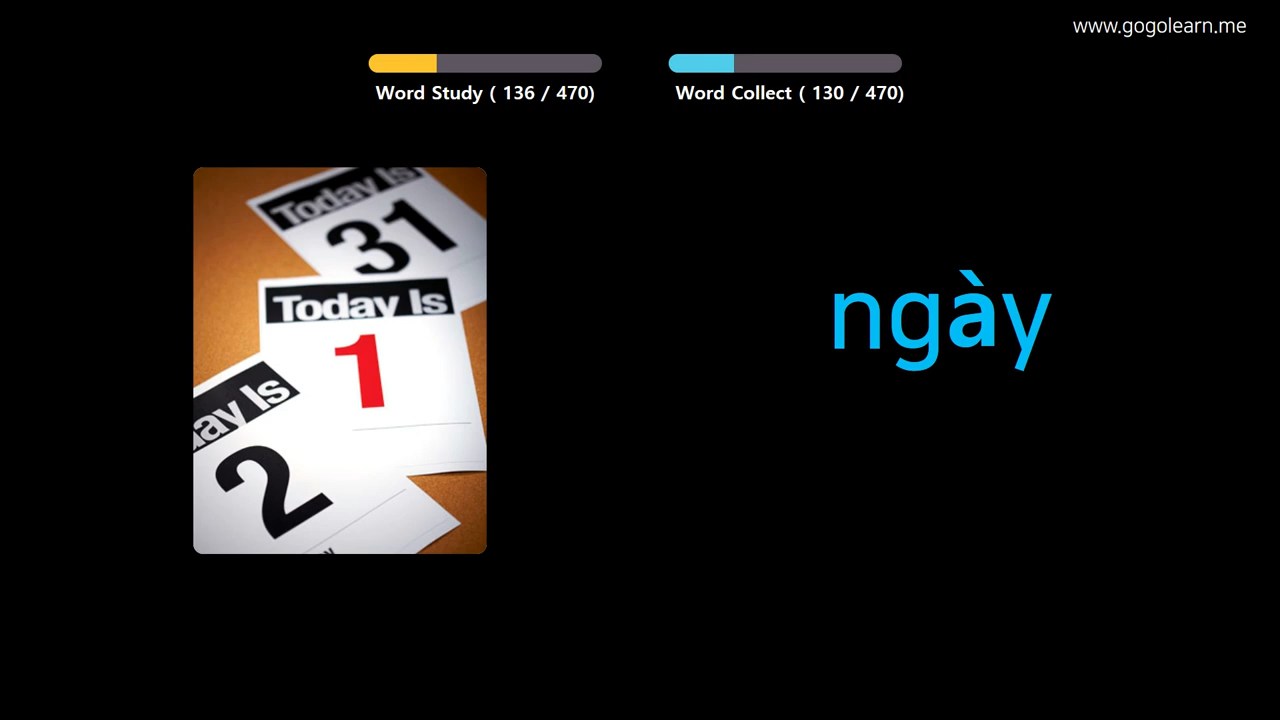 www.gogolearn.me
Word Study ( 136 / 470)
Word Collect ( 130 / 470)
Today Is
31
Today Is
1
ay Is
2
ngày